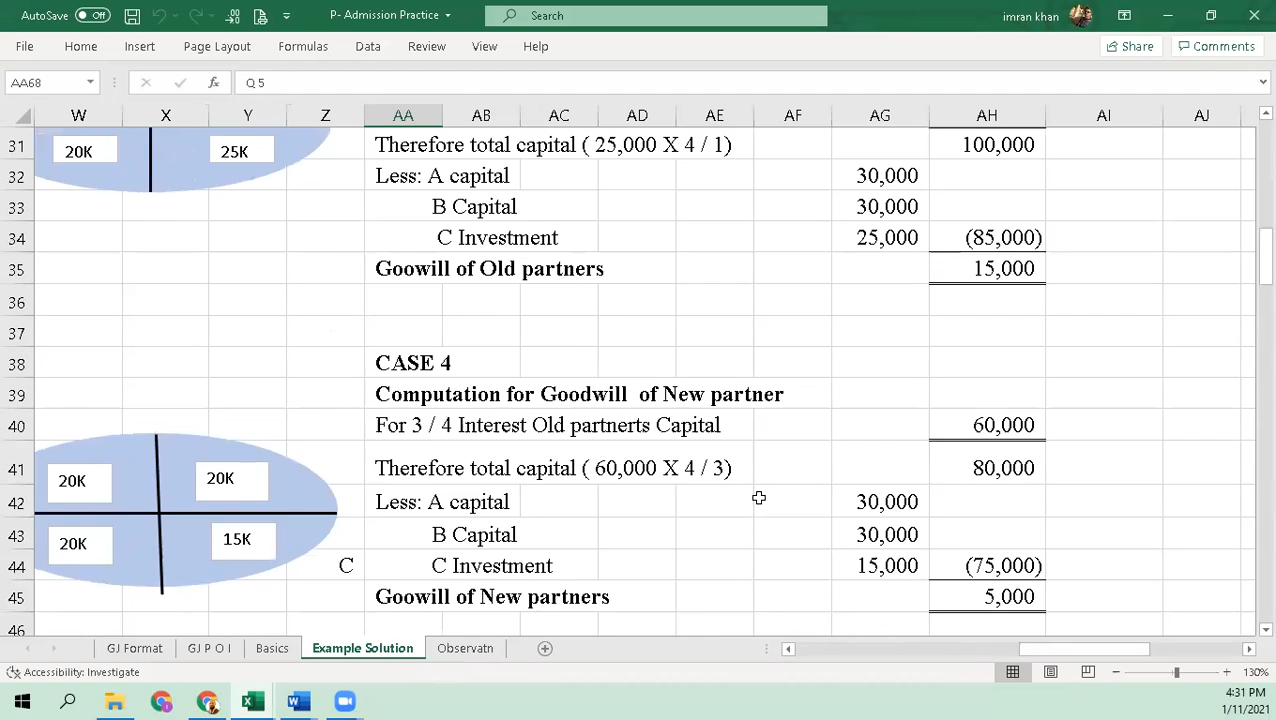 AutoSave Off P- Admission Practice Search imran khan
File Home Insert Page Layout Formulas Data Review View Help Share Comments
AA68 fx Q 5
W X Y Z AA AB AC AD AE AF AG AH AI AJ
31 20K 25K Therefore total capital ( 25,000 X 4 / 1) 100,000
32 Less: A capital 30,000
33 B Capital 30,000
34 C Investment 25,000 (85,000)
35 Goowill of Old partners 15,000
36
37
38 CASE 4
39 Computation for Goodwill of New partner
40 For 3 / 4 Interest Old partnerts Capital 60,000
41 20K 20K Therefore total capital ( 60,000 X 4 / 3) 80,000
42 Less: A capital 30,000
43 20K 15K B Capital 30,000
44 C C Investment 15,000 (75,000)
45 Goowill of New partners 5,000
46
GJ Format GJ P O I Basics Example Solution Observatn
Accessibility: Investigate 130%
4:31 PM
1/11/2021